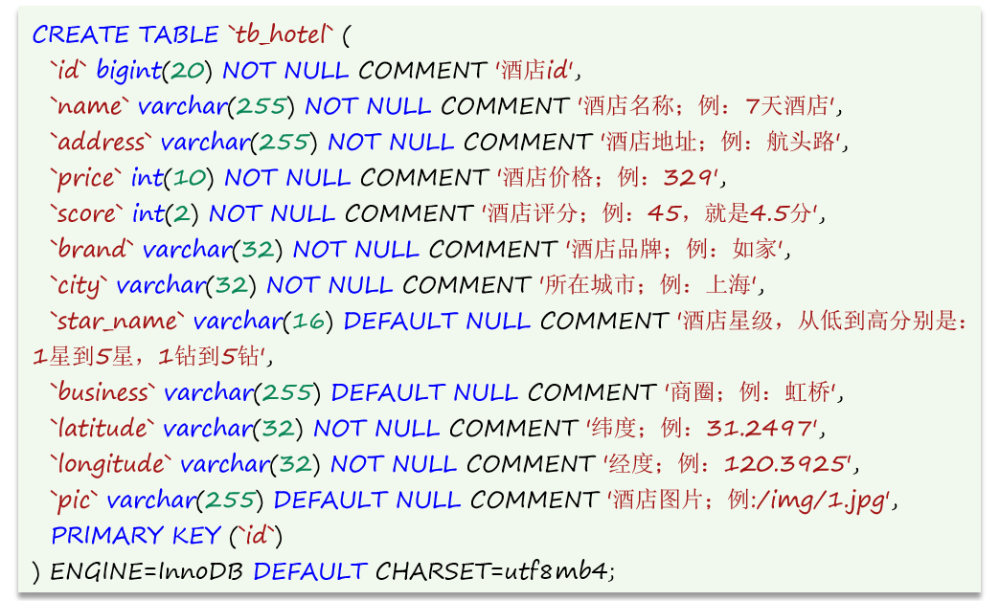 CREATE TABLE `tb_hotel` (
`id` bigint(20) NOT NULL COMMENT '酒店id',
`name` varchar(255) NOT NULL COMMENT '酒店名称；例：7天酒店',
`address` varchar(255) NOT NULL COMMENT '酒店地址；例：航头路',
`price` int(10) NOT NULL COMMENT '酒店价格；例：329',
`score` int(2) NOT NULL COMMENT '酒店评分；例：45，就是4.5分',
`brand` varchar(32) NOT NULL COMMENT '酒店品牌；例：如家',
`city` varchar(32) NOT NULL COMMENT '所在城市；例：上海',
`star_name` varchar(16) DEFAULT NULL COMMENT '酒店星级，从低到高分别是：
1星到5星，1钻到5钻',
`business` varchar(255) DEFAULT NULL COMMENT '商圈；例：虹桥',
`latitude` varchar(32) NOT NULL COMMENT '纬度；例：31.2497',
`longitude` varchar(32) NOT NULL COMMENT '经度；例：120.3925',
`pic` varchar(255) DEFAULT NULL COMMENT '酒店图片；例:/img/1.jpg',
PRIMARY KEY (`id`)
) ENGINE=InnoDB DEFAULT CHARSET=utf8mb4;